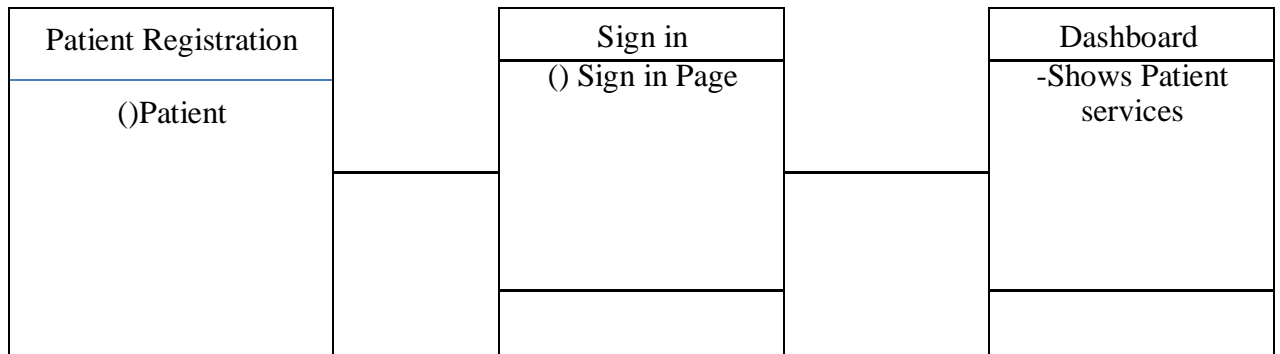 Patient Registration
()Patient
Sign in
() Sign in Page
Dashboard
-Shows Patient
services